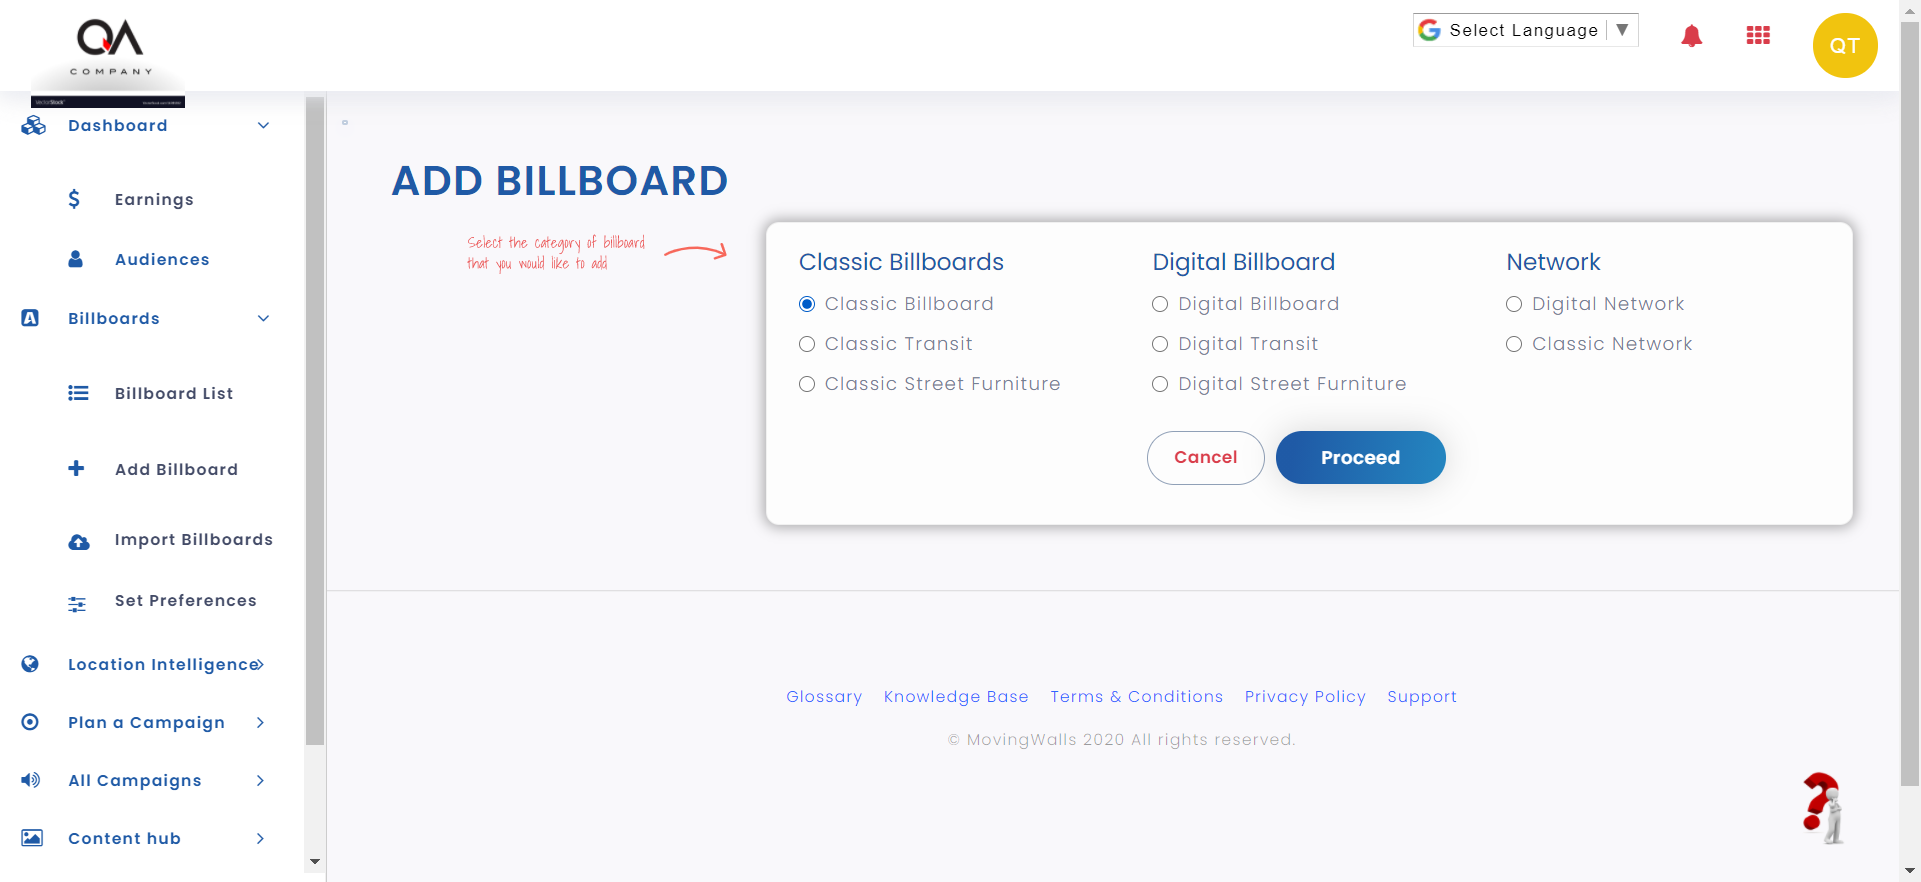 QA
COMPANY
Select Language
QT
Dashboard
Earnings
Audiences
Billboards
Billboard List
Add Billboard
Import Billboards
Set Preferences
Location Intelligence
Plan a Campaign
All Campaigns
Content hub
ADD BILLBOARD
Select the category of billboard
that you would like to add
Classic Billboards
Classic Billboard
Classic Transit
Classic Street Furniture
Digital Billboard
Digital Billboard
Digital Transit
Digital Street Furniture
Network
Digital Network
Classic Network
Cancel
Proceed
Glossary Knowledge Base Terms & Conditions Privacy Policy Support
© MovingWalls 2020 All rights reserved.